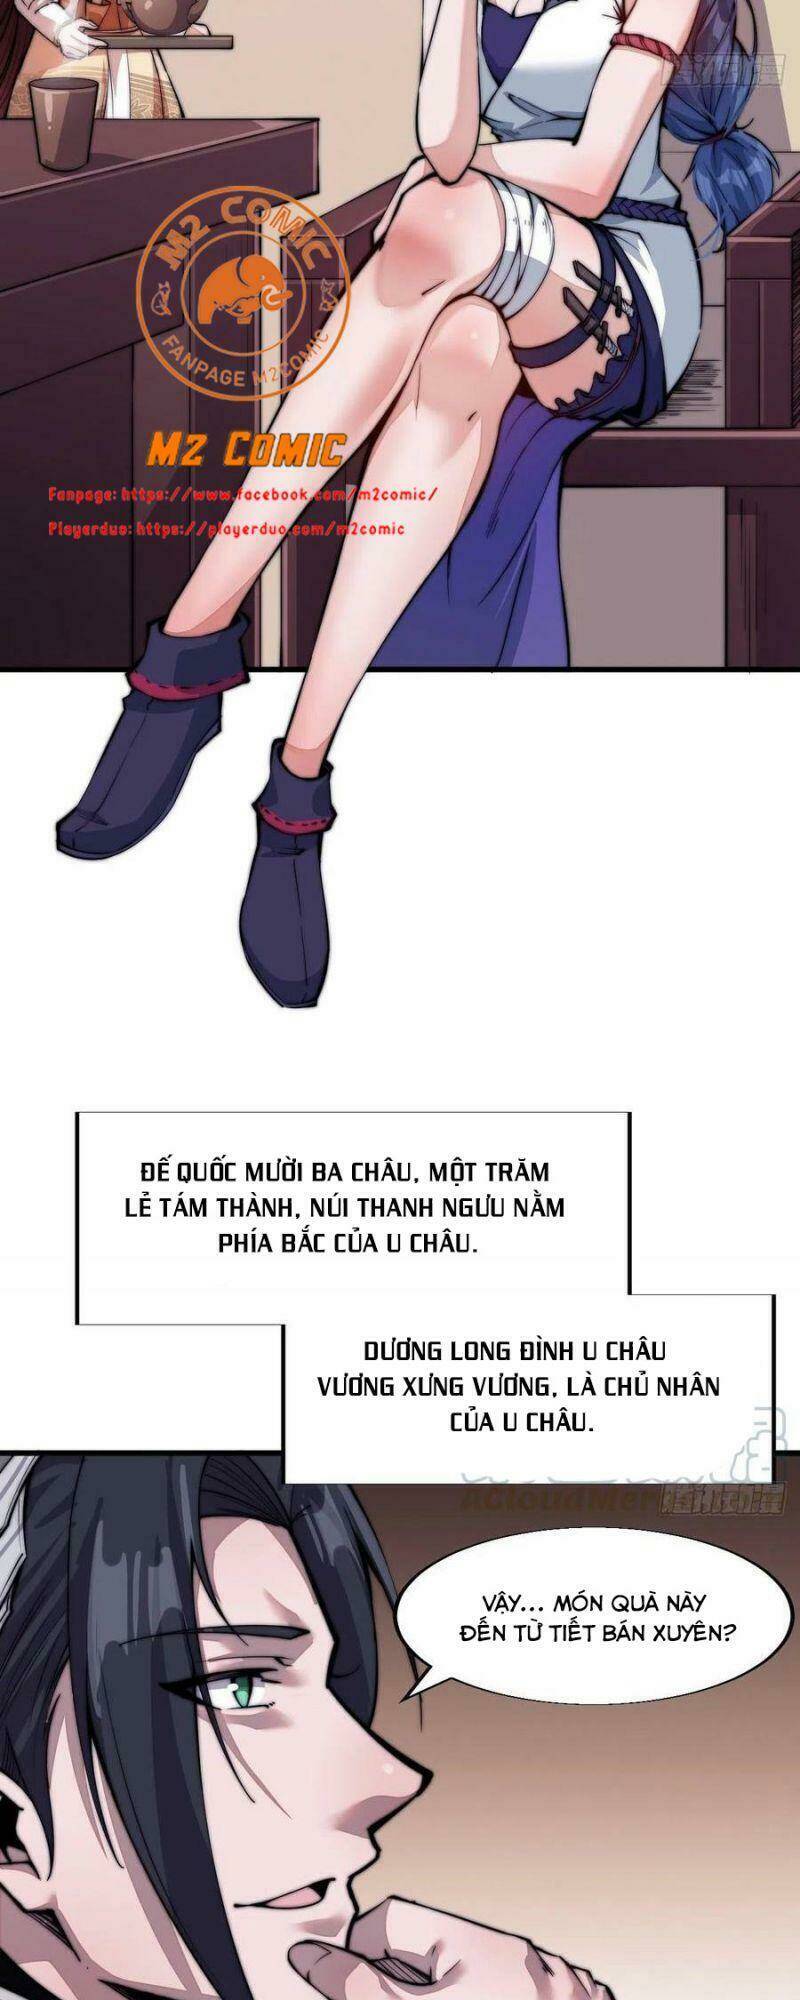 M2 COMIC
FANPAGE M2COMIC
M2 COMIC
Fanpage: https://www.facebook.com/m2comic/
Playerduo: https://playerduo.com/m2comic
ĐẾ QUỐC MƯỜI BA CHÂU, MỘT TRĂM
LẺ TÁM THÀNH, NÚI THANH NGƯU NẰM
PHÍA BẮC CỦA U CHÂU.
DƯƠNG LONG ĐÌNH U CHÂU
VƯƠNG XƯNG VƯƠNG, LÀ CHỦ NHÂN
CỦA U CHÂU.
VẬY... MÓN QUÀ NÀY
ĐẾN TỪ TIẾT BÁN XUYÊN?